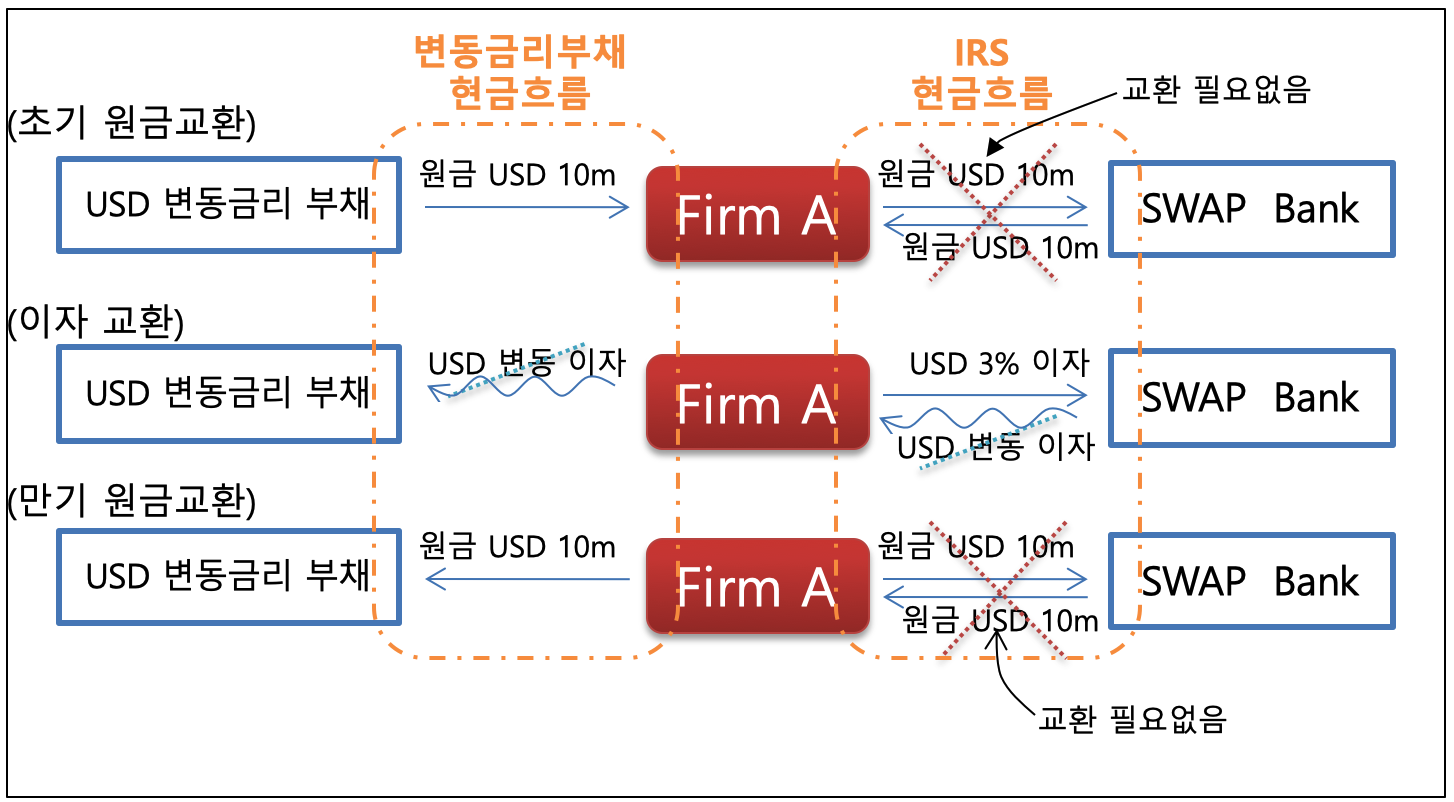 변동금리부채
현금흐름
IRS
현금흐름
교환 필요없음
(초기 원금교환)
USD 변동금리 부채
원금 USD 10m
Firm A
원금 USD 10m
원금 USD 10m
SWAP Bank
(이자 교환)
USD 변동금리 부채
USD 변동 이자
Firm A
USD 3% 이자
USD 변동 이자
SWAP Bank
(만기 원금교환)
USD 변동금리 부채
원금 USD 10m
Firm A
원금 USD 10m
원금 USD 10m
SWAP Bank
교환 필요없음